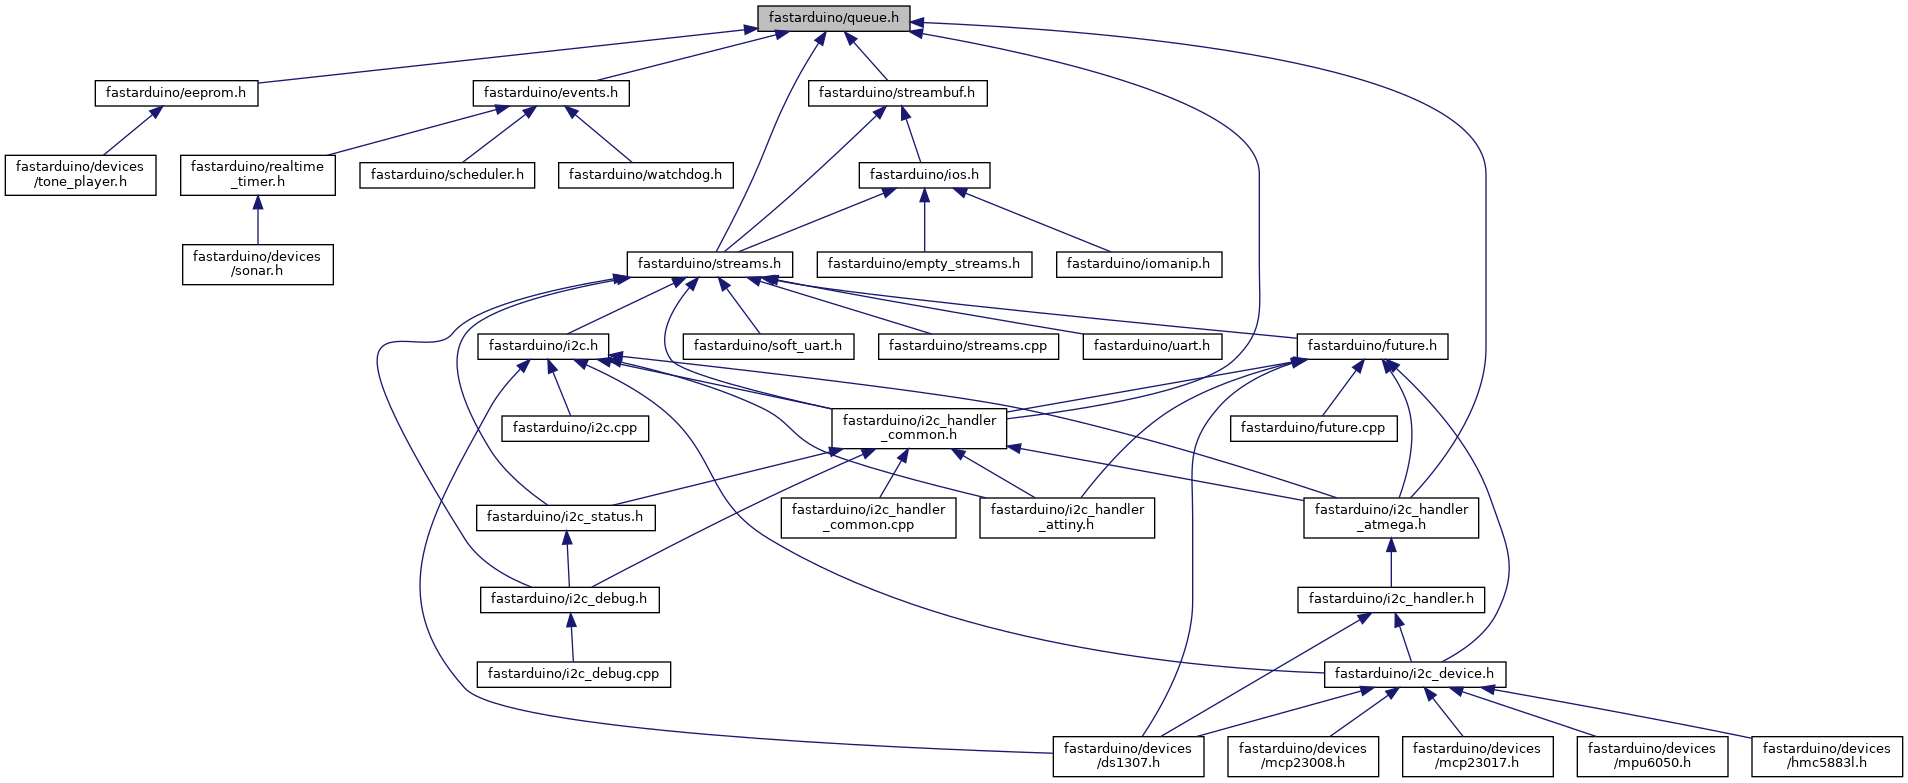 fastarduino/queue.h
fastarduino/eeprom.h
fastarduino/events.h
fastarduino/streambuf.h
fastarduino/devices
/tone_player.h
fastarduino/realtime
_timer.h
fastarduino/scheduler.h
fastarduino/watchdog.h
fastarduino/ios.h
fastarduino/devices
/sonar.h
fastarduino/streams.h
fastarduino/empty_streams.h
fastarduino/iomanip.h
fastarduino/i2c.h
fastarduino/soft_uart.h
fastarduino/streams.cpp
fastarduino/uart.h
fastarduino/future.h
fastarduino/i2c.cpp
fastarduino/i2c_handler
_common.h
fastarduino/future.cpp
fastarduino/i2c_status.h
fastarduino/i2c_handler
_common.cpp
fastarduino/i2c_handler
_attiny.h
fastarduino/i2c_handler
_atmega.h
fastarduino/i2c_debug.h
fastarduino/i2c_handler.h
fastarduino/i2c_debug.cpp
fastarduino/i2c_device.h
fastarduino/devices
/ds1307.h
fastarduino/devices
/mcp23008.h
fastarduino/devices
/mcp23017.h
fastarduino/devices
/mpu6050.h
fastarduino/devices
/hmc5883l.h